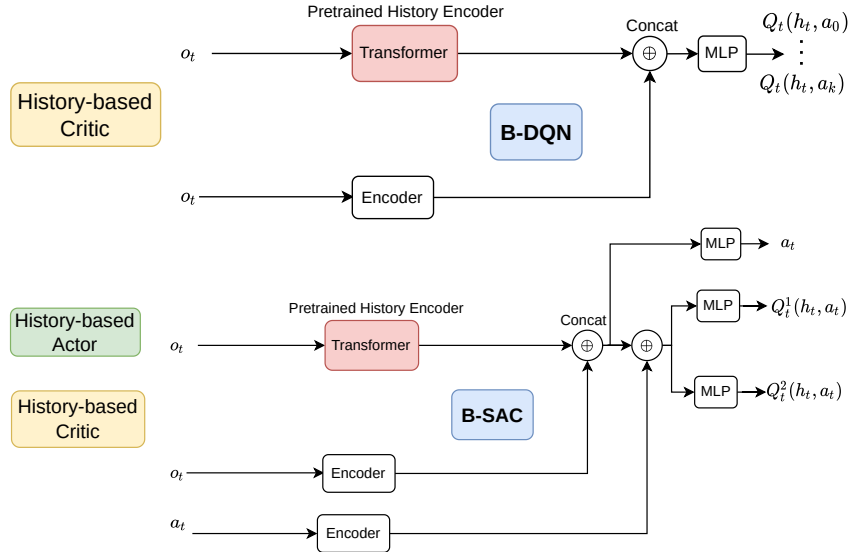 Pretrained History Encoder
o_t
Transformer
Concat
⊕
MLP
Q_t(h_t, a_0)
⋮
Q_t(h_t, a_k)
History-based
Critic
B-DQN
o_t
Encoder
MLP
a_t
History-based
Actor
Pretrained History Encoder
o_t
Transformer
Concat
⊕
⊕
MLP
Q_t^1(h_t, a_t)
MLP
Q_t^2(h_t, a_t)
History-based
Critic
B-SAC
o_t
Encoder
a_t
Encoder